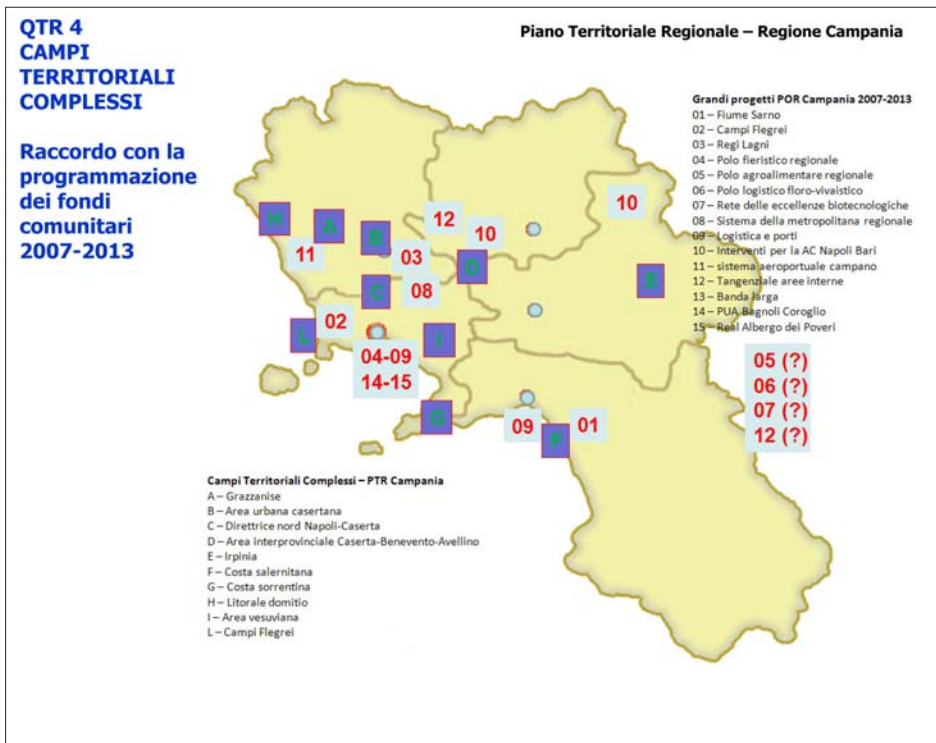 QTR 4
CAMPI
TERRITORIALI
COMPLESSI
Raccordo con la
programmazione
dei fondi
comunitari
2007-2013
Piano Territoriale Regionale – Regione Campania
Grandi progetti POR Campania 2007-2013
01 – Fiume Sarno
02 – Campi Flegrei
03 – Regi Lagni
04 – Polo fieristico regionale
05 – Polo agroalimentare regionale
06 – Polo logistico floro-vivaistico
07 – Rete delle eccellenze biotecnologiche
08 – Sistema della metropolitana regionale
09 – Logistica e porti
10 – Interventi per la AC Napoli Bari
11 – sistema aeroportuale campano
12 – Tangenziale aree interne
13 – Banda larga
14 – PUA Bagnoli Coroglio
15 – Real Albergo dei Poveri
10
12
10
H
A
B
11
03
D
E
C
08
02
L
I
04-09
14-15
05 (?)
06 (?)
07 (?)
12 (?)
G
09
F
01
Campi Territoriali Complessi – PTR Campania
A – Grazzanise
B – Area urbana casertana
C – Direttrice nord Napoli-Caserta
D – Area interprovinciale Caserta-Benevento-Avellino
E – Irpinia
F – Costa salernitana
G – Costa sorrentina
H – Litorale domitio
I – Area vesuviana
L – Campi Flegrei